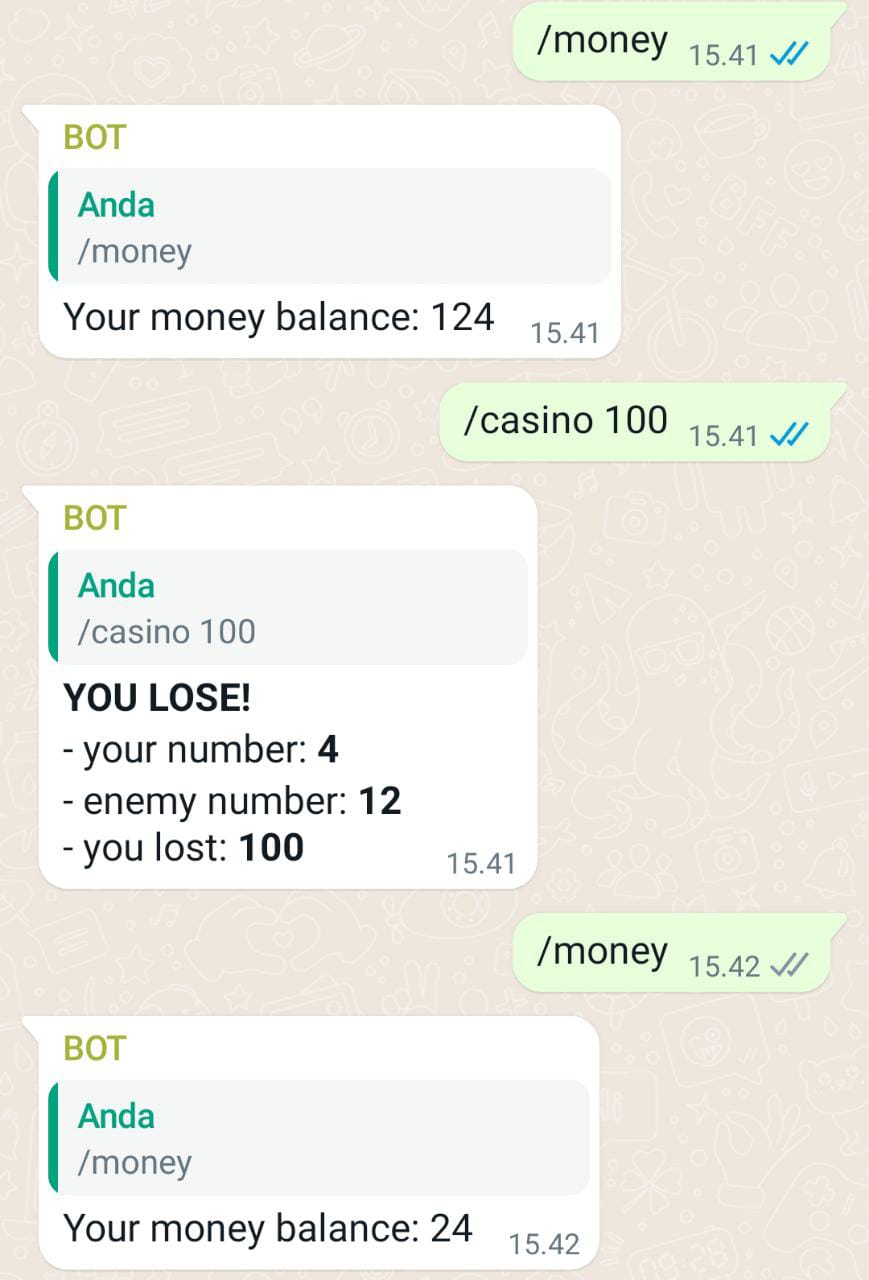 /money 15.41
BOT
Anda
/money
Your money balance: 124 15.41
/casino 100 15.41
BOT
Anda
/casino 100
YOU LOSE!
- your number: 4
- enemy number: 12
- you lost: 100 15.41
/money 15.42
BOT
Anda
/money
Your money balance: 24 15.42